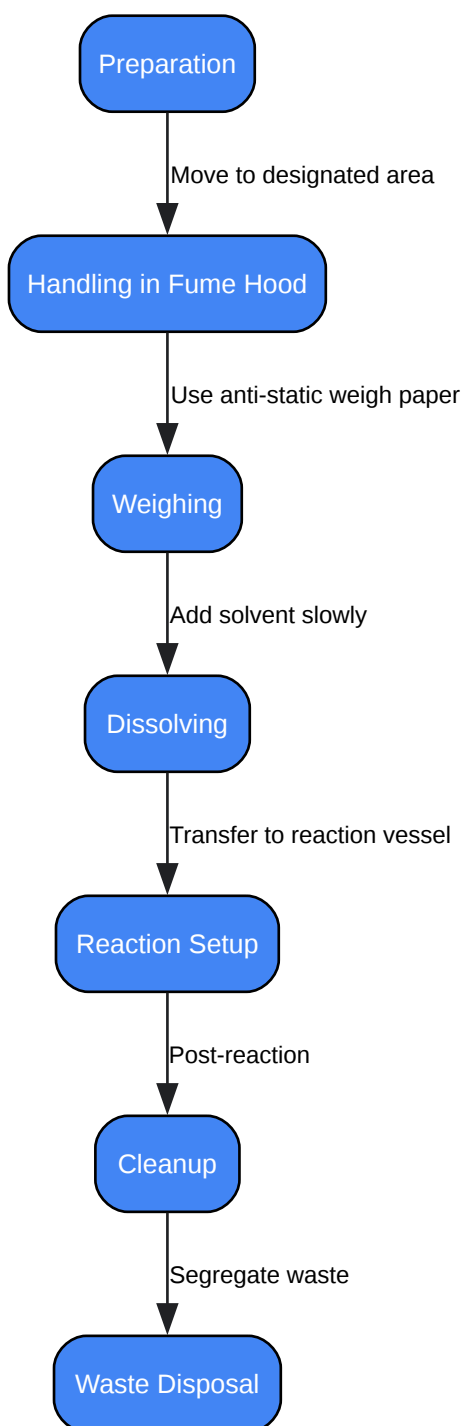 Preparation
Move to designated area
Handling in Fume Hood
Use anti-static weigh paper
Weighing
Add solvent slowly
Dissolving
Transfer to reaction vessel
Reaction Setup
Post-reaction
Cleanup
Segregate waste
Waste Disposal